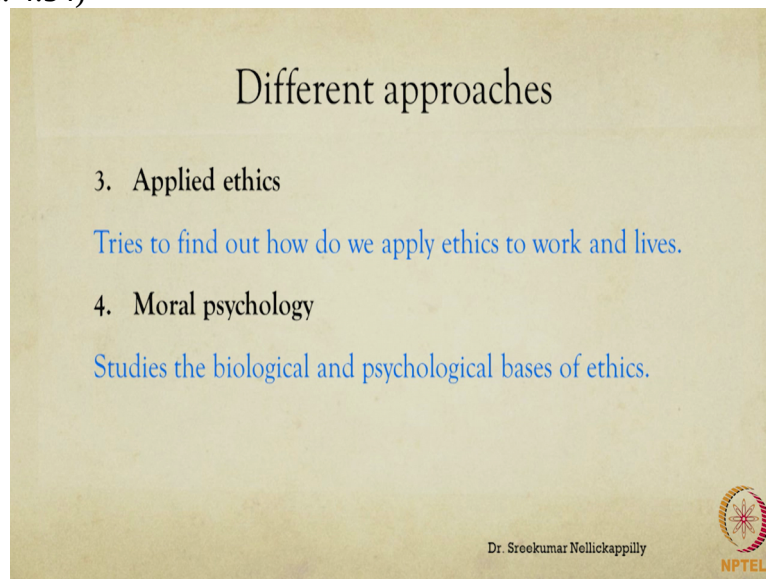 Different approaches
3. Applied ethics
Tries to find out how do we apply ethics to work and lives.
4. Moral psychology
Studies the biological and psychological bases of ethics.
Dr. Sreekumar Nellickappilly
NPTEL